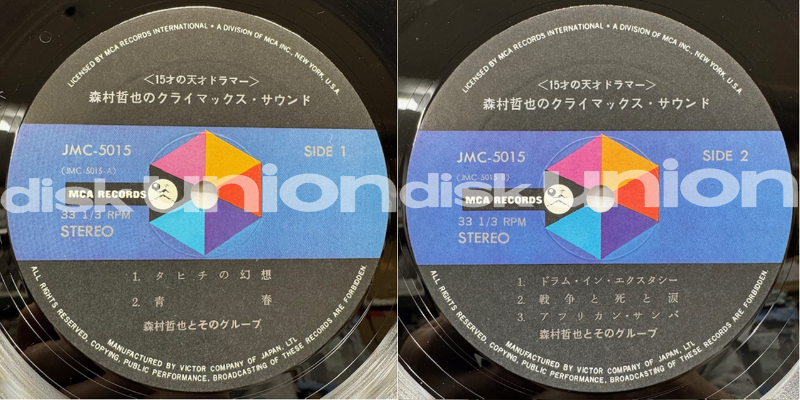 LICENSED BY MCA RECORDS INTERNATIONAL • A DIVISION OF MCA INC., NEW YORK, U.S.A.
<15才の天才ドラマー>
森村哲也のクライマックス・サウンド
JMC-5015
SIDE 1
(JMC-5015-A)
MCA RECORDS
33 1/3 RPM
STEREO
1. タヒチの幻想
2. 青 春
森村哲也とそのグループ
MANUFACTURED BY VICTOR COMPANY OF JAPAN, LTD.
ALL RIGHTS RESERVED. COPYING, PUBLIC PERFORMANCE, BROADCASTING OF THESE RECORDS ARE FORBIDDEN.
disk union
LICENSED BY MCA RECORDS INTERNATIONAL • A DIVISION OF MCA INC., NEW YORK, U.S.A.
<15才の天才ドラマー>
森村哲也のクライマックス・サウンド
JMC-5015
SIDE 2
(JMC-5015-B)
MCA RECORDS
33 1/3 RPM
STEREO
1. ドラム・イン・エクスタシー
2. 戦争と死と涙
3. アフリカン・サンバ
森村哲也とそのグループ
MANUFACTURED BY VICTOR COMPANY OF JAPAN, LTD.
ALL RIGHTS RESERVED. COPYING, PUBLIC PERFORMANCE, BROADCASTING OF THESE RECORDS ARE FORBIDDEN.
disk union